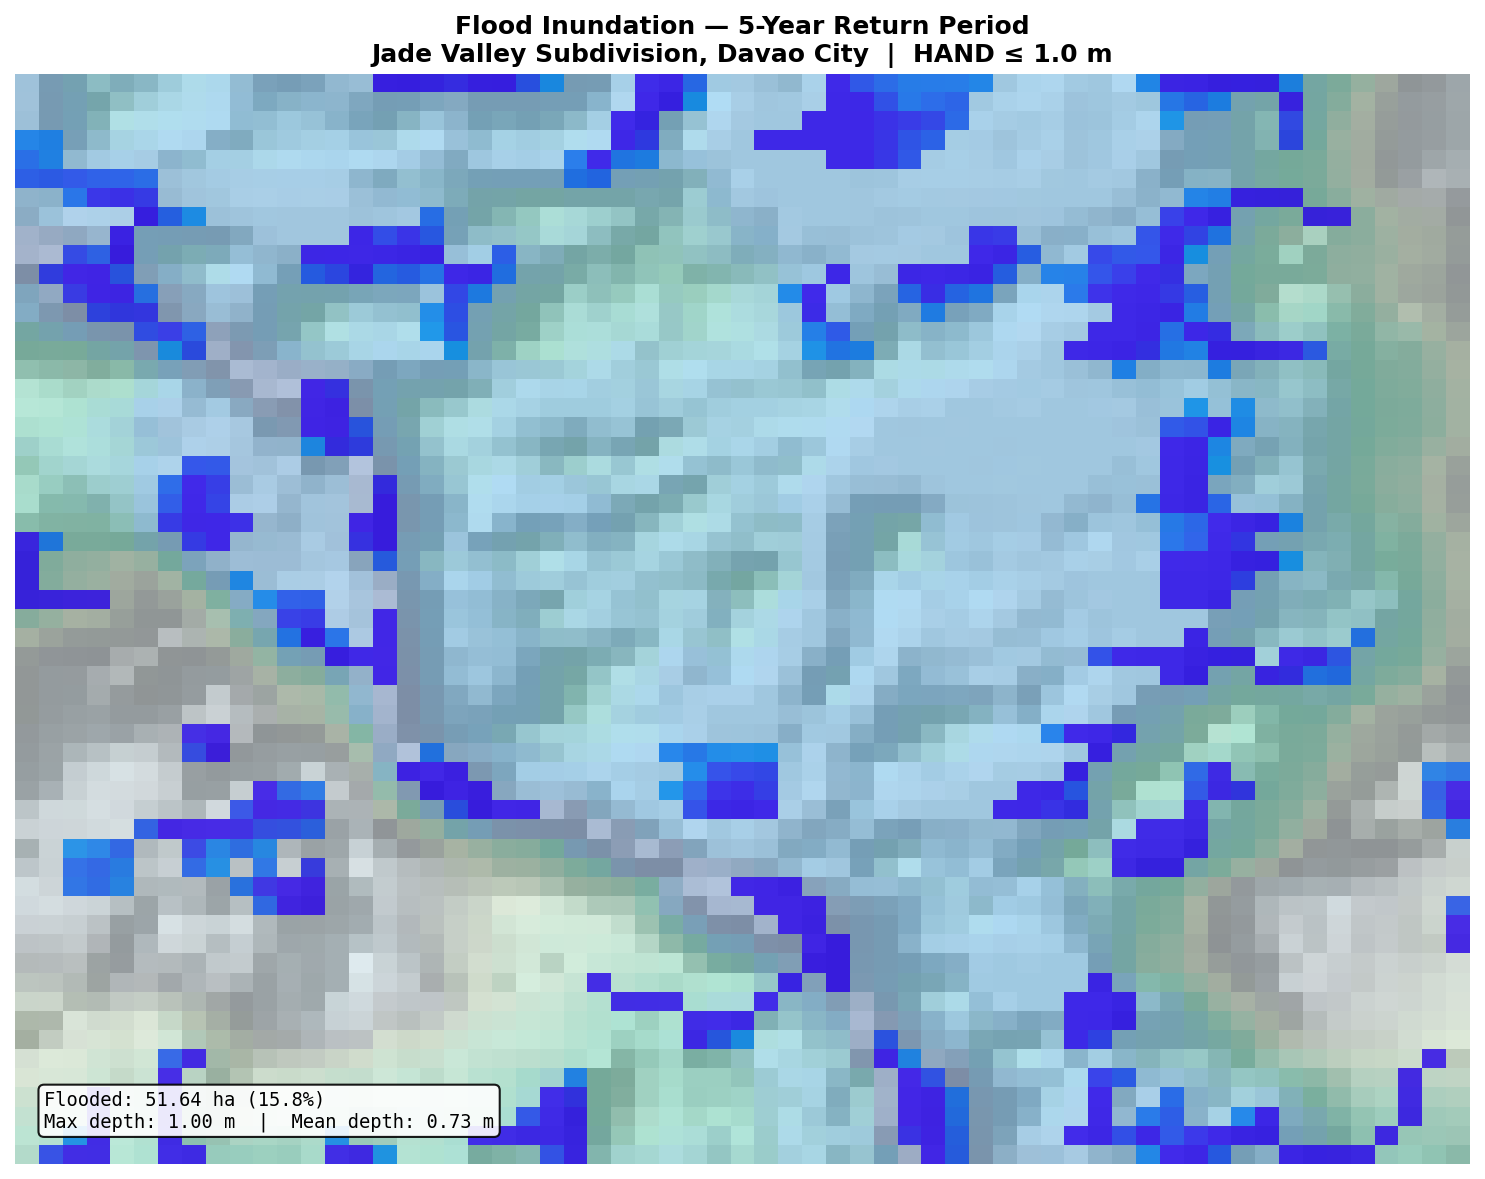 Flood Inundation — 5-Year Return Period
Jade Valley Subdivision, Davao City | HAND ≤ 1.0 m
Flooded: 51.64 ha (15.8%)
Max depth: 1.00 m | Mean depth: 0.73 m